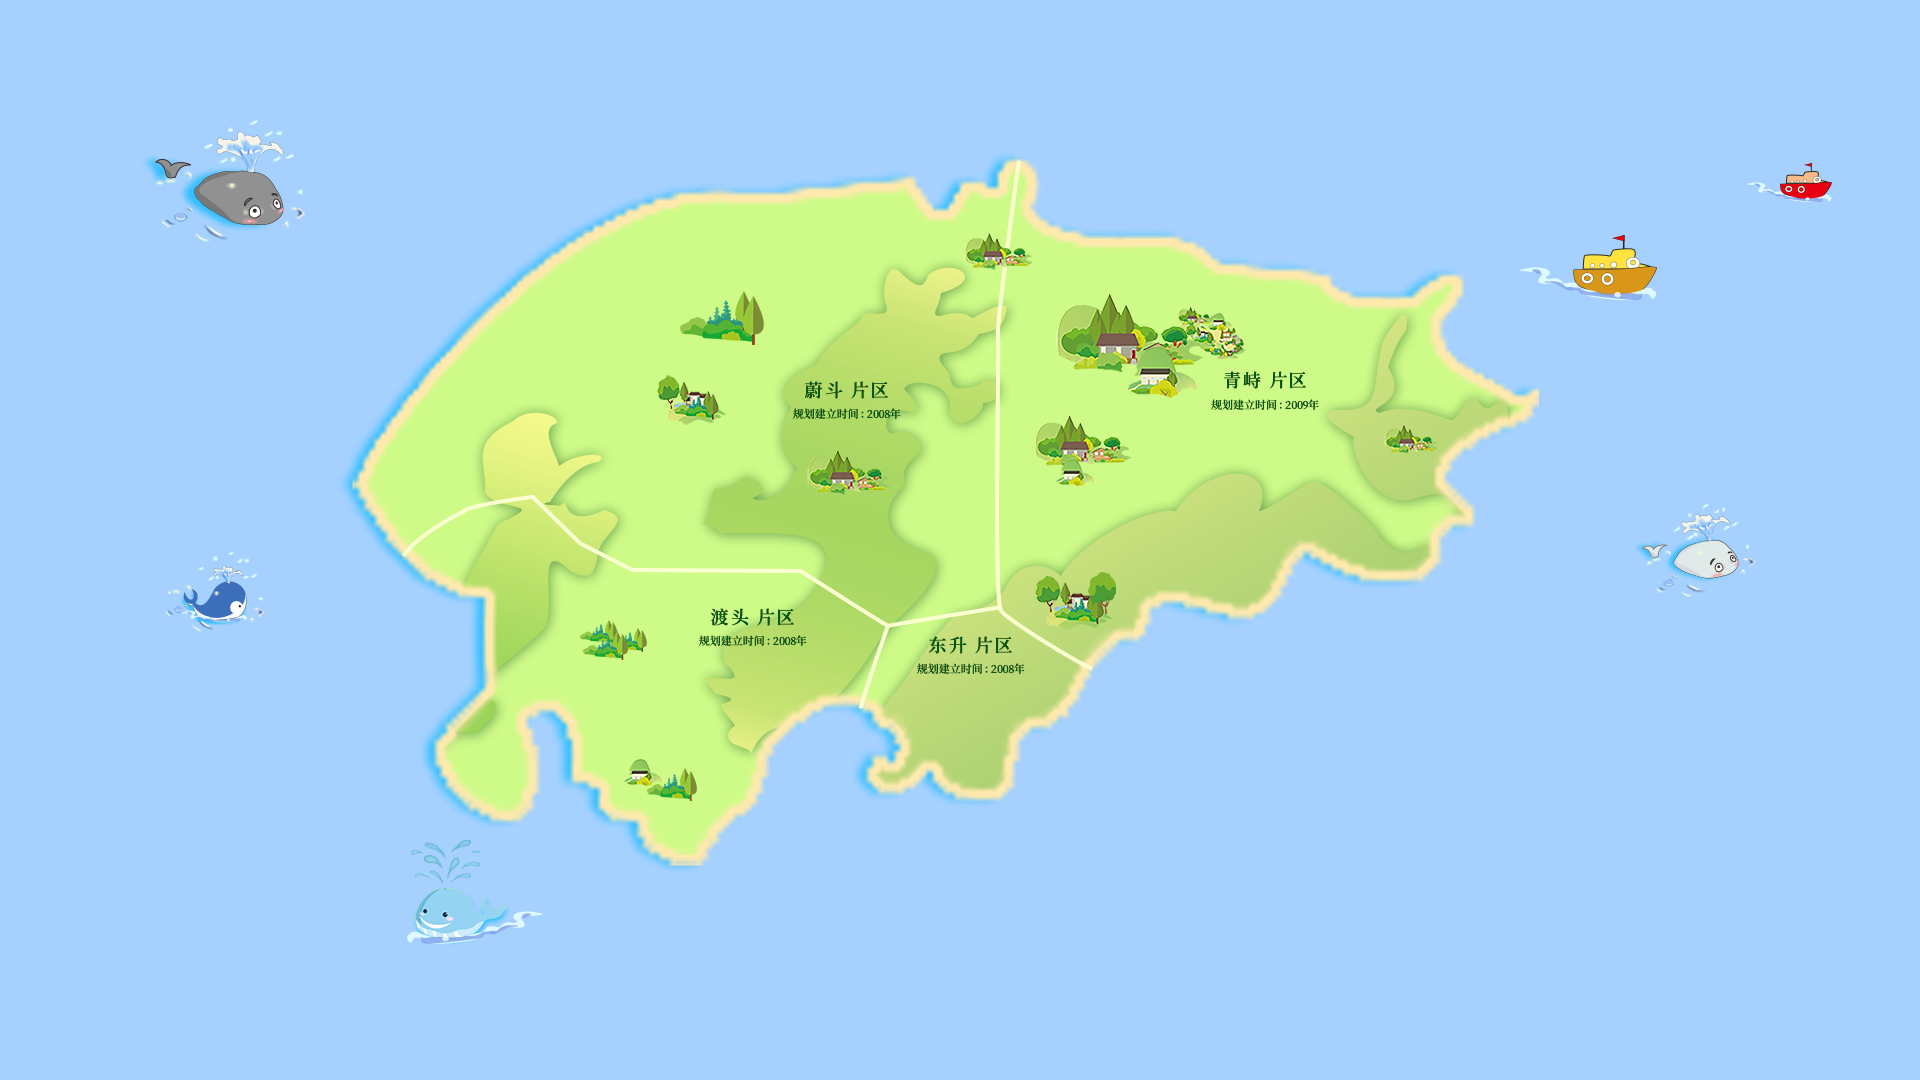 蔚斗 片区
规划建立时间 : 2008年
青峙 片区
规划建立时间 : 2009年
渡头 片区
规划建立时间 : 2008年
东升 片区
规划建立时间 : 2008年